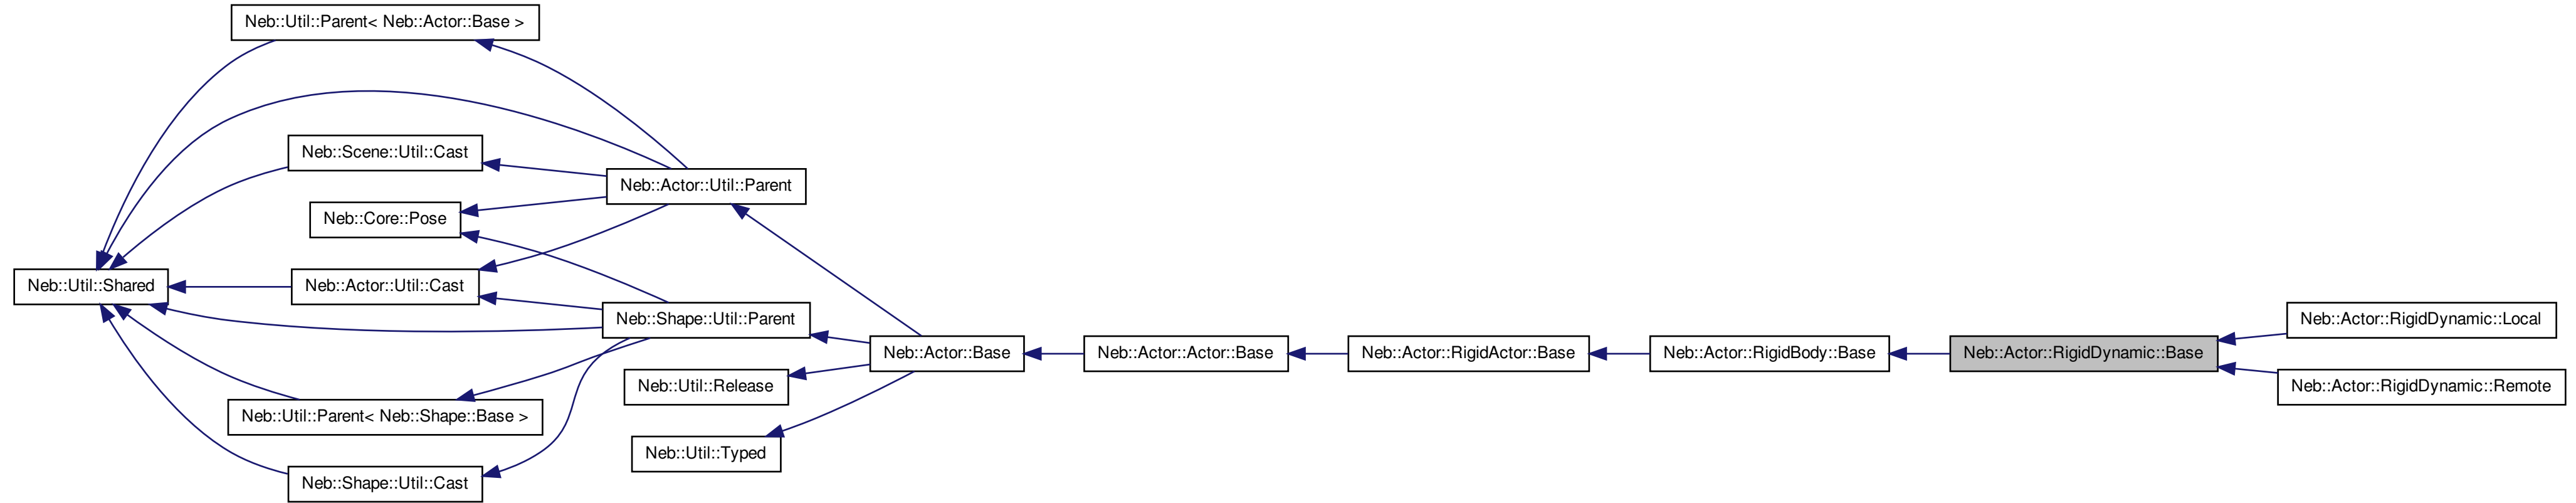 Neb::Util::Parent< Neb::Actor::Base >
Neb::Scene::Util::Cast
Neb::Actor::Util::Parent
Neb::Core::Pose
Neb::Util::Shared
Neb::Actor::Util::Cast
Neb::Shape::Util::Parent
Neb::Actor::RigidDynamic::Local
Neb::Actor::Base
Neb::Actor::Actor::Base
Neb::Actor::RigidActor::Base
Neb::Actor::RigidBody::Base
Neb::Actor::RigidDynamic::Base
Neb::Util::Release
Neb::Actor::RigidDynamic::Remote
Neb::Util::Parent< Neb::Shape::Base >
Neb::Util::Typed
Neb::Shape::Util::Cast